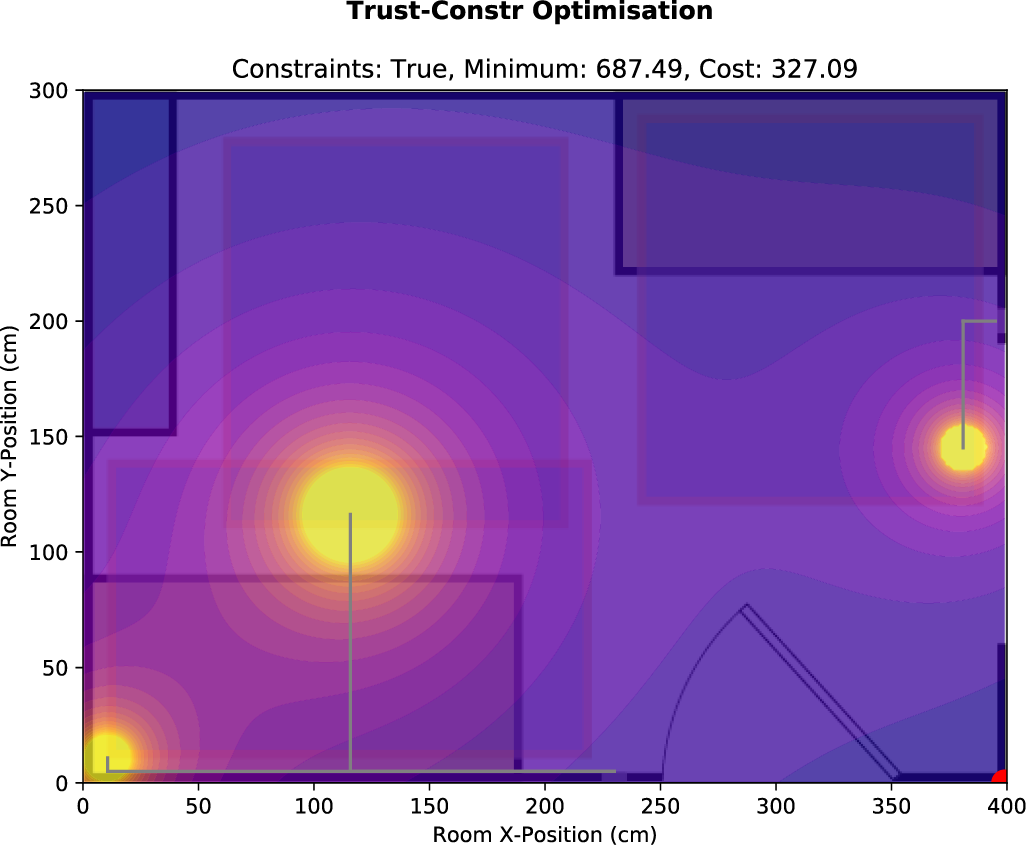 Trust-Constr Optimisation
Constraints: True, Minimum: 687.49, Cost: 327.09
300
250
200
150
100
50
0
Room Y-Position (cm)
0 50 100 150 200 250 300 350 400
Room X-Position (cm)